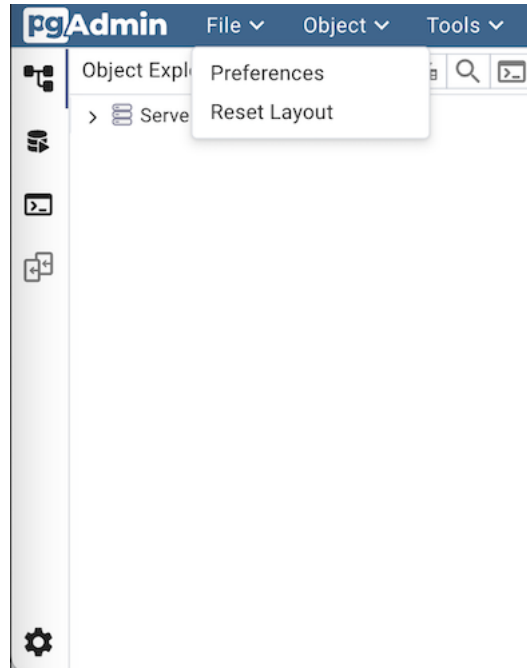 pgAdmin File Object Tools
Object Expl
Preferences
Serve
Reset Layout